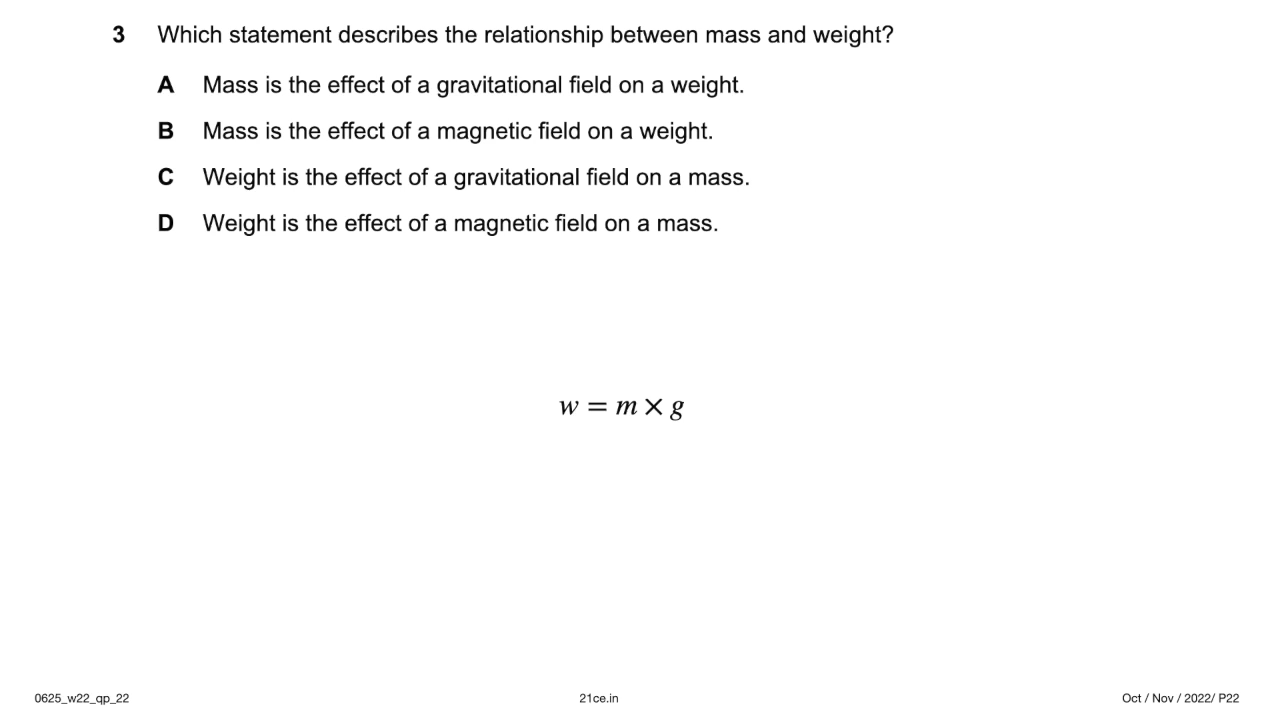 3 Which statement describes the relationship between mass and weight?
A Mass is the effect of a gravitational field on a weight.
B Mass is the effect of a magnetic field on a weight.
C Weight is the effect of a gravitational field on a mass.
D Weight is the effect of a magnetic field on a mass.
w = m × g
0625_w22_qp_22 21ce.in Oct / Nov / 2022/ P22